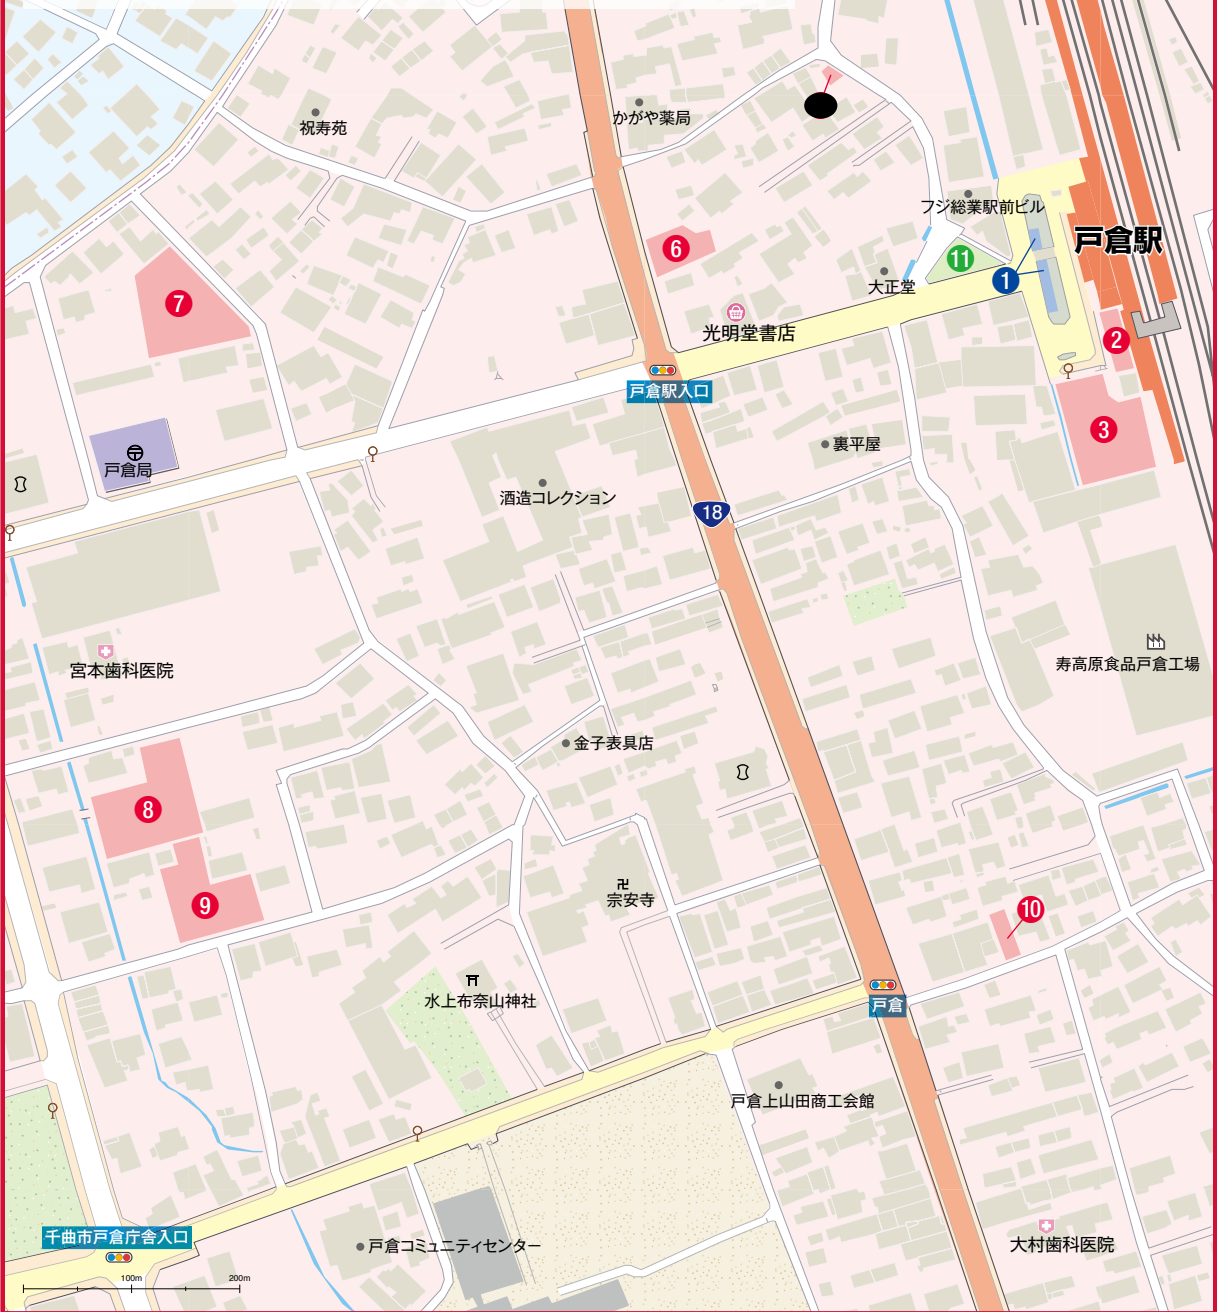 かがや薬局
祝寿苑
フジ総業駅前ビル
戸倉駅
6
11
1
大正堂
7
光明堂書店
2
戸倉駅入口
3
裏平屋
戸倉局
酒造コレクション
18
宮本歯科医院
寿高原食品戸倉工場
金子表具店
8
卍
宗安寺
9
10
水上布奈山神社
戸倉
戸倉上山田商工会館
千曲市戸倉庁舎入口
戸倉コミュニティセンター
大村歯科医院
100m
200m